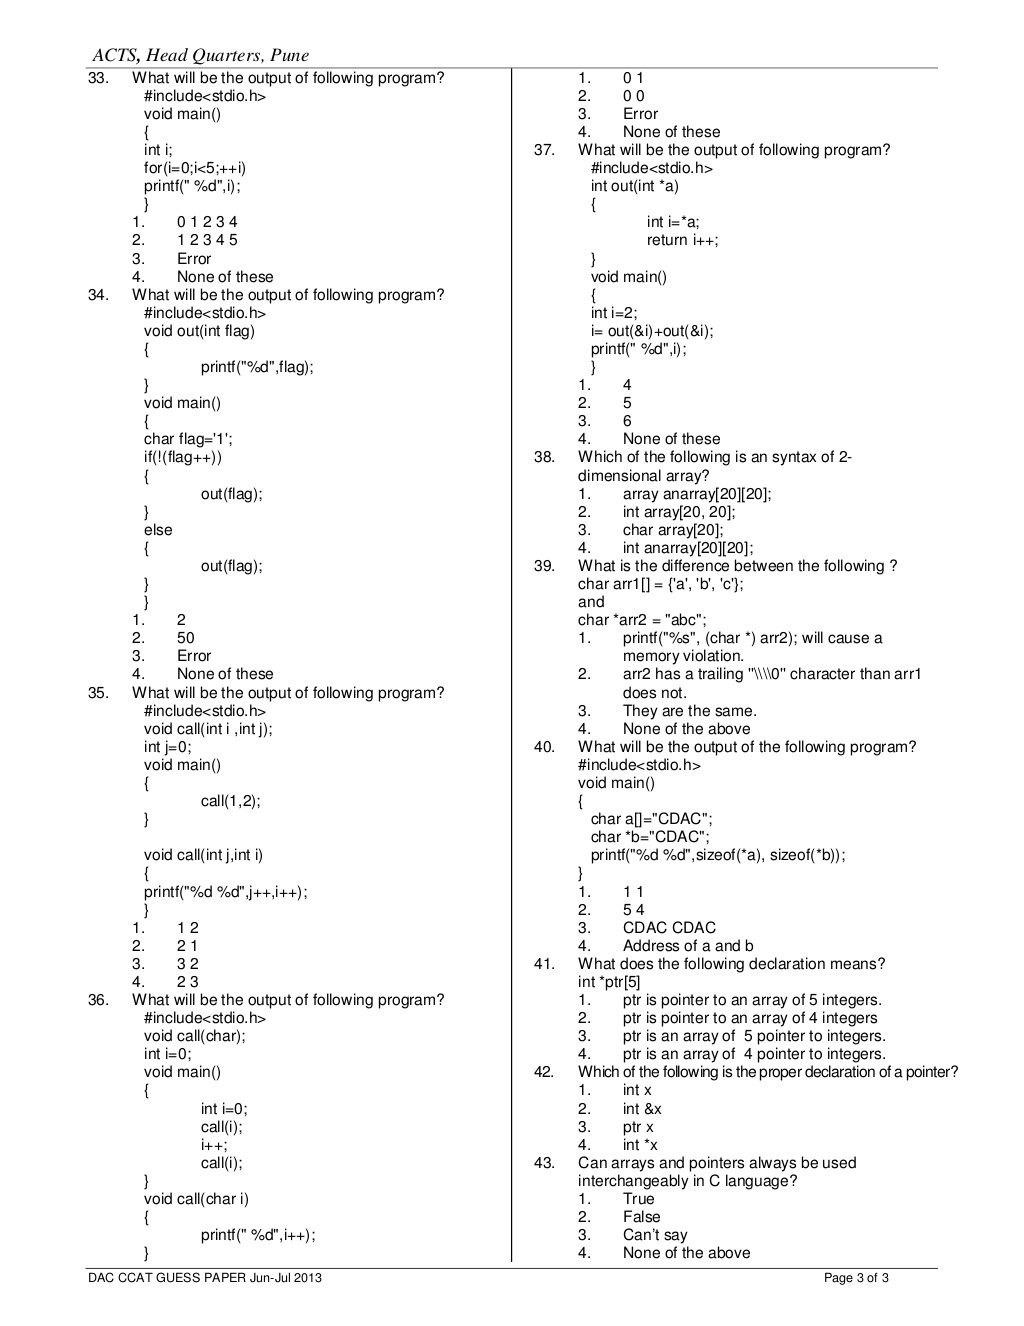 ACTS, Head Quarters, Pune
33. What will be the output of following program?
#include<stdio.h>
void main()
{
int i;
for(i=0;i<5;++i)
printf(" %d",i);
}
1. 0 1 2 3 4
2. 1 2 3 4 5
3. Error
4. None of these
34. What will be the output of following program?
#include<stdio.h>
void out(int flag)
{
printf("%d",flag);
}
void main()
{
char flag='1';
if(!(flag++))
{
out(flag);
}
else
{
out(flag);
}
}
1. 2
2. 50
3. Error
4. None of these
35. What will be the output of following program?
#include<stdio.h>
void call(int i ,int j);
int j=0;
void main()
{
call(1,2);
}
void call(int j,int i)
{
printf("%d %d",j++,i++);
}
1. 1 2
2. 2 1
3. 3 2
4. 2 3
36. What will be the output of following program?
#include<stdio.h>
void call(char);
int i=0;
void main()
{
int i=0;
call(i);
i++;
call(i);
}
void call(char i)
{
printf(" %d",i++);
}
1. 0 1
2. 0 0
3. Error
4. None of these
37. What will be the output of following program?
#include<stdio.h>
int out(int *a)
{
int i=*a;
return i++;
}
void main()
{
int i=2;
i= out(&i)+out(&i);
printf(" %d",i);
}
1. 4
2. 5
3. 6
4. None of these
38. Which of the following is an syntax of 2-
dimensional array?
1. array anarray[20][20];
2. int array[20, 20];
3. char array[20];
4. int anarray[20][20];
39. What is the difference between the following ?
char arr1[] = {'a', 'b', 'c'};
and
char *arr2 = "abc";
1. printf("%s", (char *) arr2); will cause a
memory violation.
2. arr2 has a trailing "\\\\0" character than arr1
does not.
3. They are the same.
4. None of the above
40. What will be the output of the following program?
#include<stdio.h>
void main()
{
char a[]="CDAC";
char *b="CDAC";
printf("%d %d",sizeof(*a), sizeof(*b));
}
1. 1 1
2. 5 4
3. CDAC CDAC
4. Address of a and b
41. What does the following declaration means?
int *ptr[5]
1. ptr is pointer to an array of 5 integers.
2. ptr is pointer to an array of 4 integers
3. ptr is an array of 5 pointer to integers.
4. ptr is an array of 4 pointer to integers.
42. Which of the following is the proper declaration of a pointer?
1. int x
2. int &x
3. ptr x
4. int *x
43. Can arrays and pointers always be used
interchangeably in C language?
1. True
2. False
3. Can't say
4. None of the above
DAC CCAT GUESS PAPER Jun-Jul 2013 Page 3 of 3